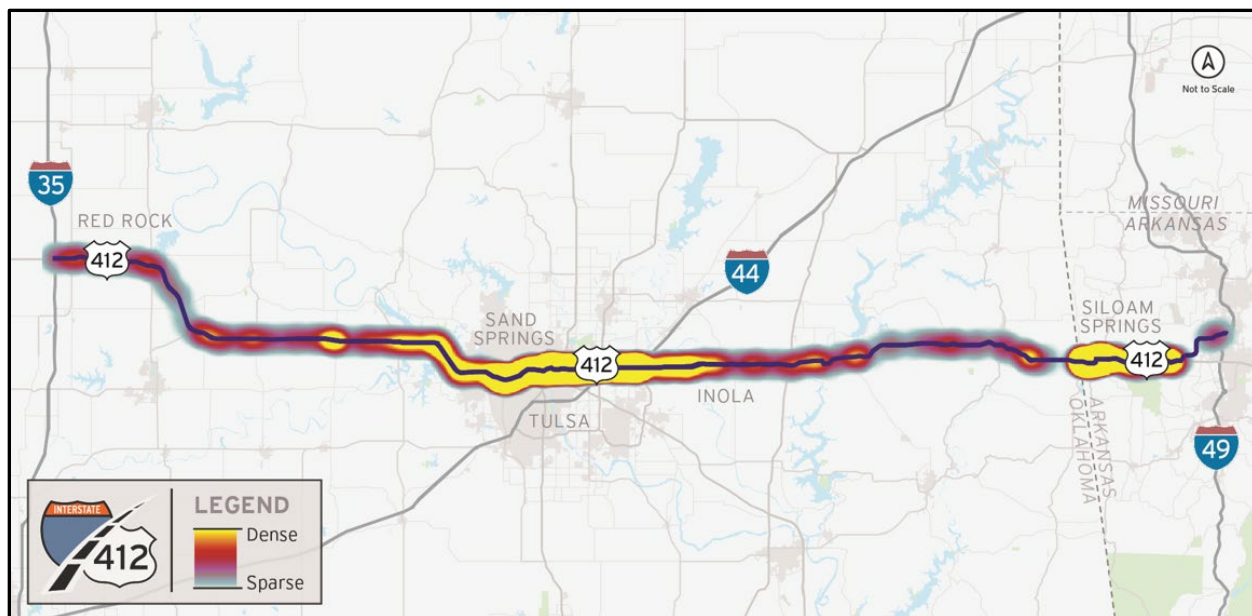 Not to Scale
35
RED ROCK
412
MISSOURI
ARKANSAS
44
SAND
SPRINGS
412
SILOAM
SPRINGS
412
INOLA
TULSA
ARKANSAS
OKLAHOMA
49
INTERSTATE
412
LEGEND
Dense
Sparse